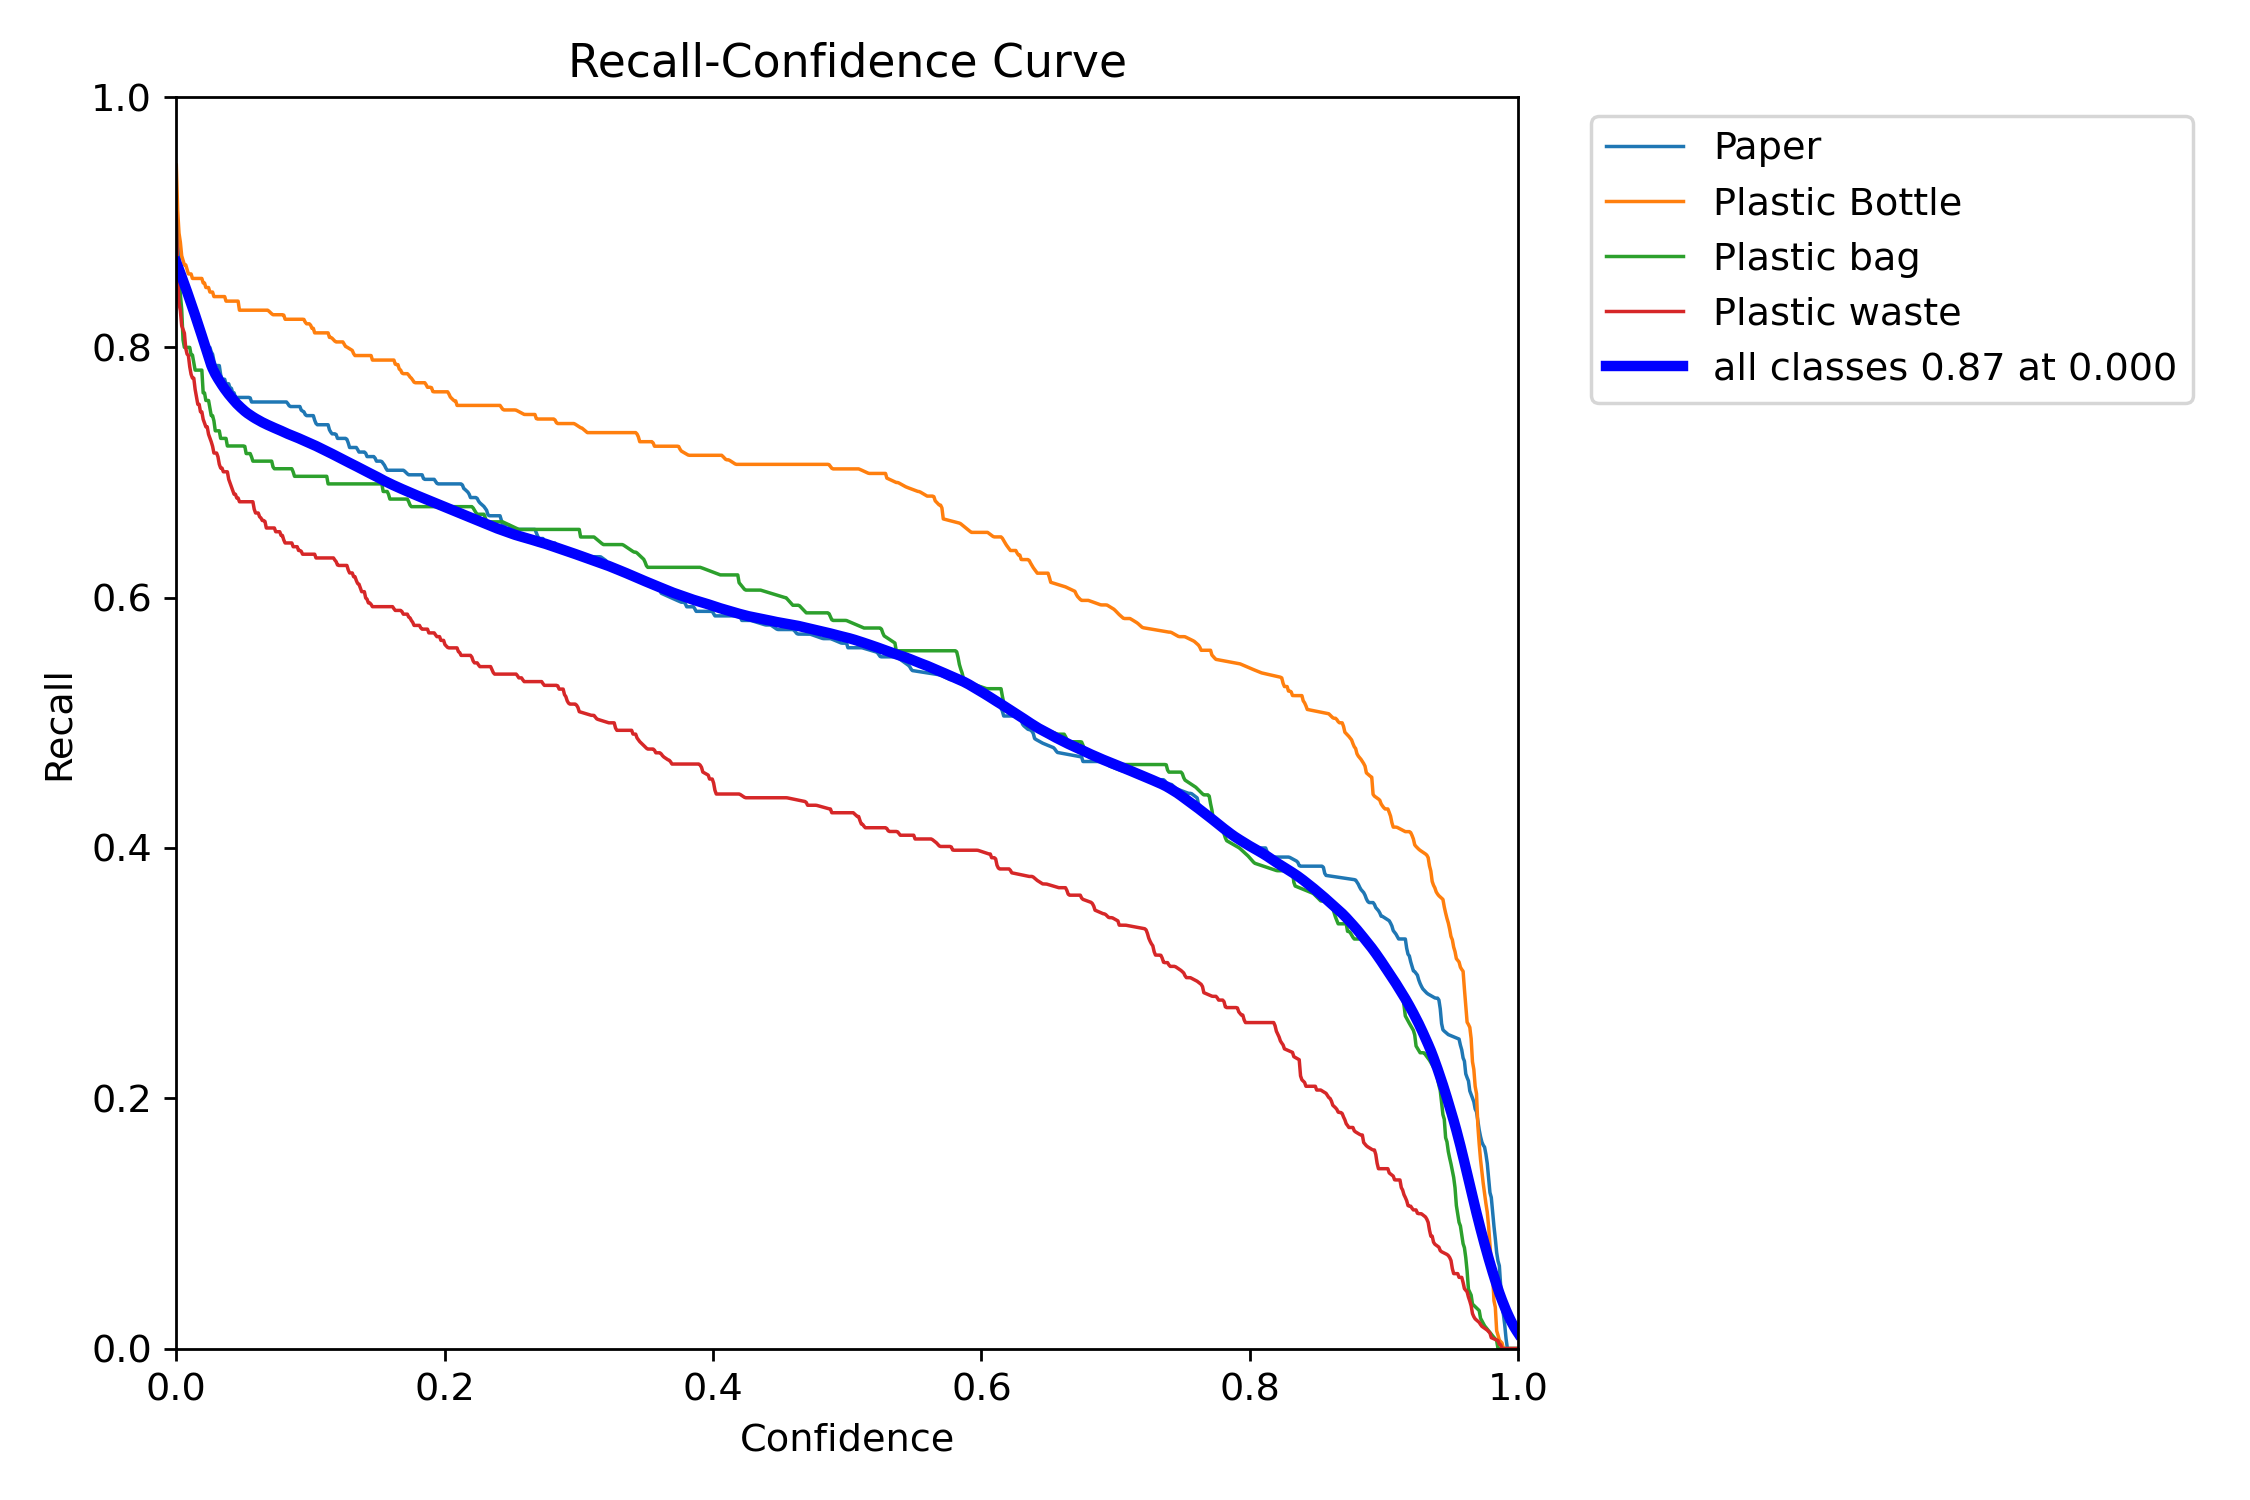 Recall-Confidence Curve
1.0
0.8
0.6
0.4
0.2
0.0
Recall
0.0 0.2 0.4 0.6 0.8 1.0
Confidence
Paper
Plastic Bottle
Plastic bag
Plastic waste
all classes 0.87 at 0.000